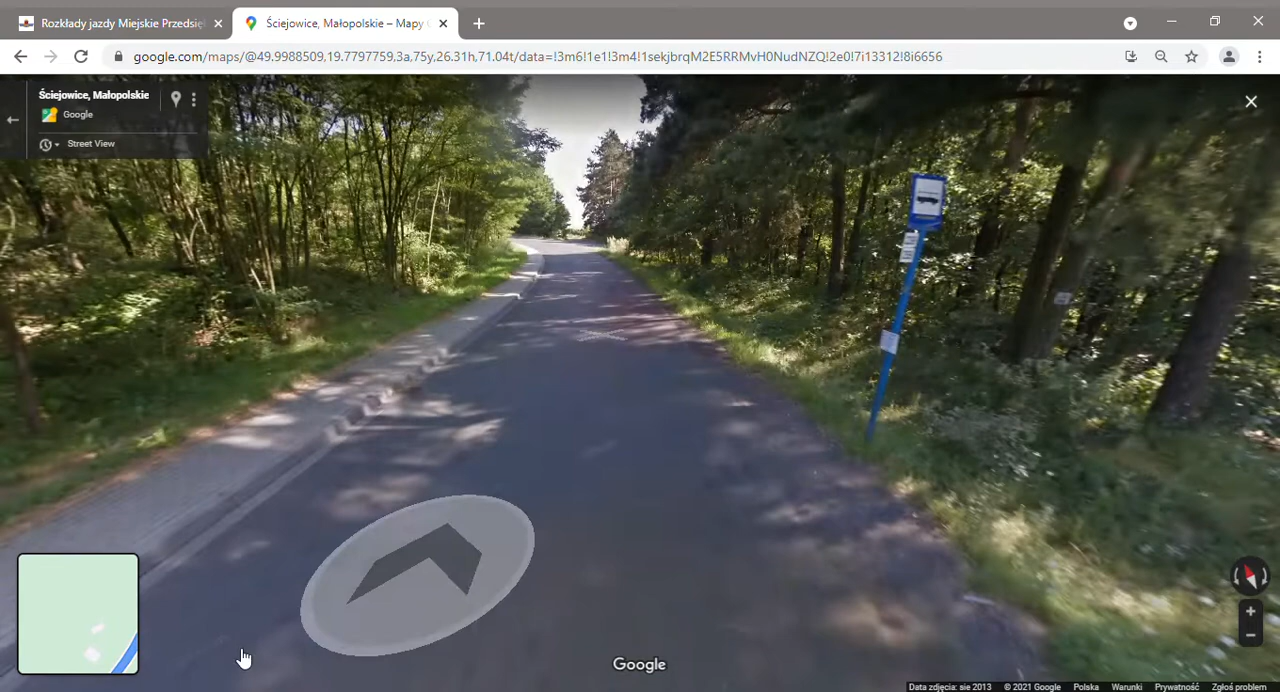 Rozkłady jazdy Miejskie Przedsię
Ściejowice, Małopolskie – Mapy
google.com/maps/@49.9988509,19.7797759,3a,75y,26.31h,71.04t/data=!3m6!1e1!3m4!1sekjbrqM2E5RRMvH0NudNZQ!2e0!7i13312!8i6656
Ściejowice, Małopolskie
Google
Street View
Google
Data zdjęcia: sie 2013 © 2021 Google Polska Warunki Prywatność Zgłoś problem